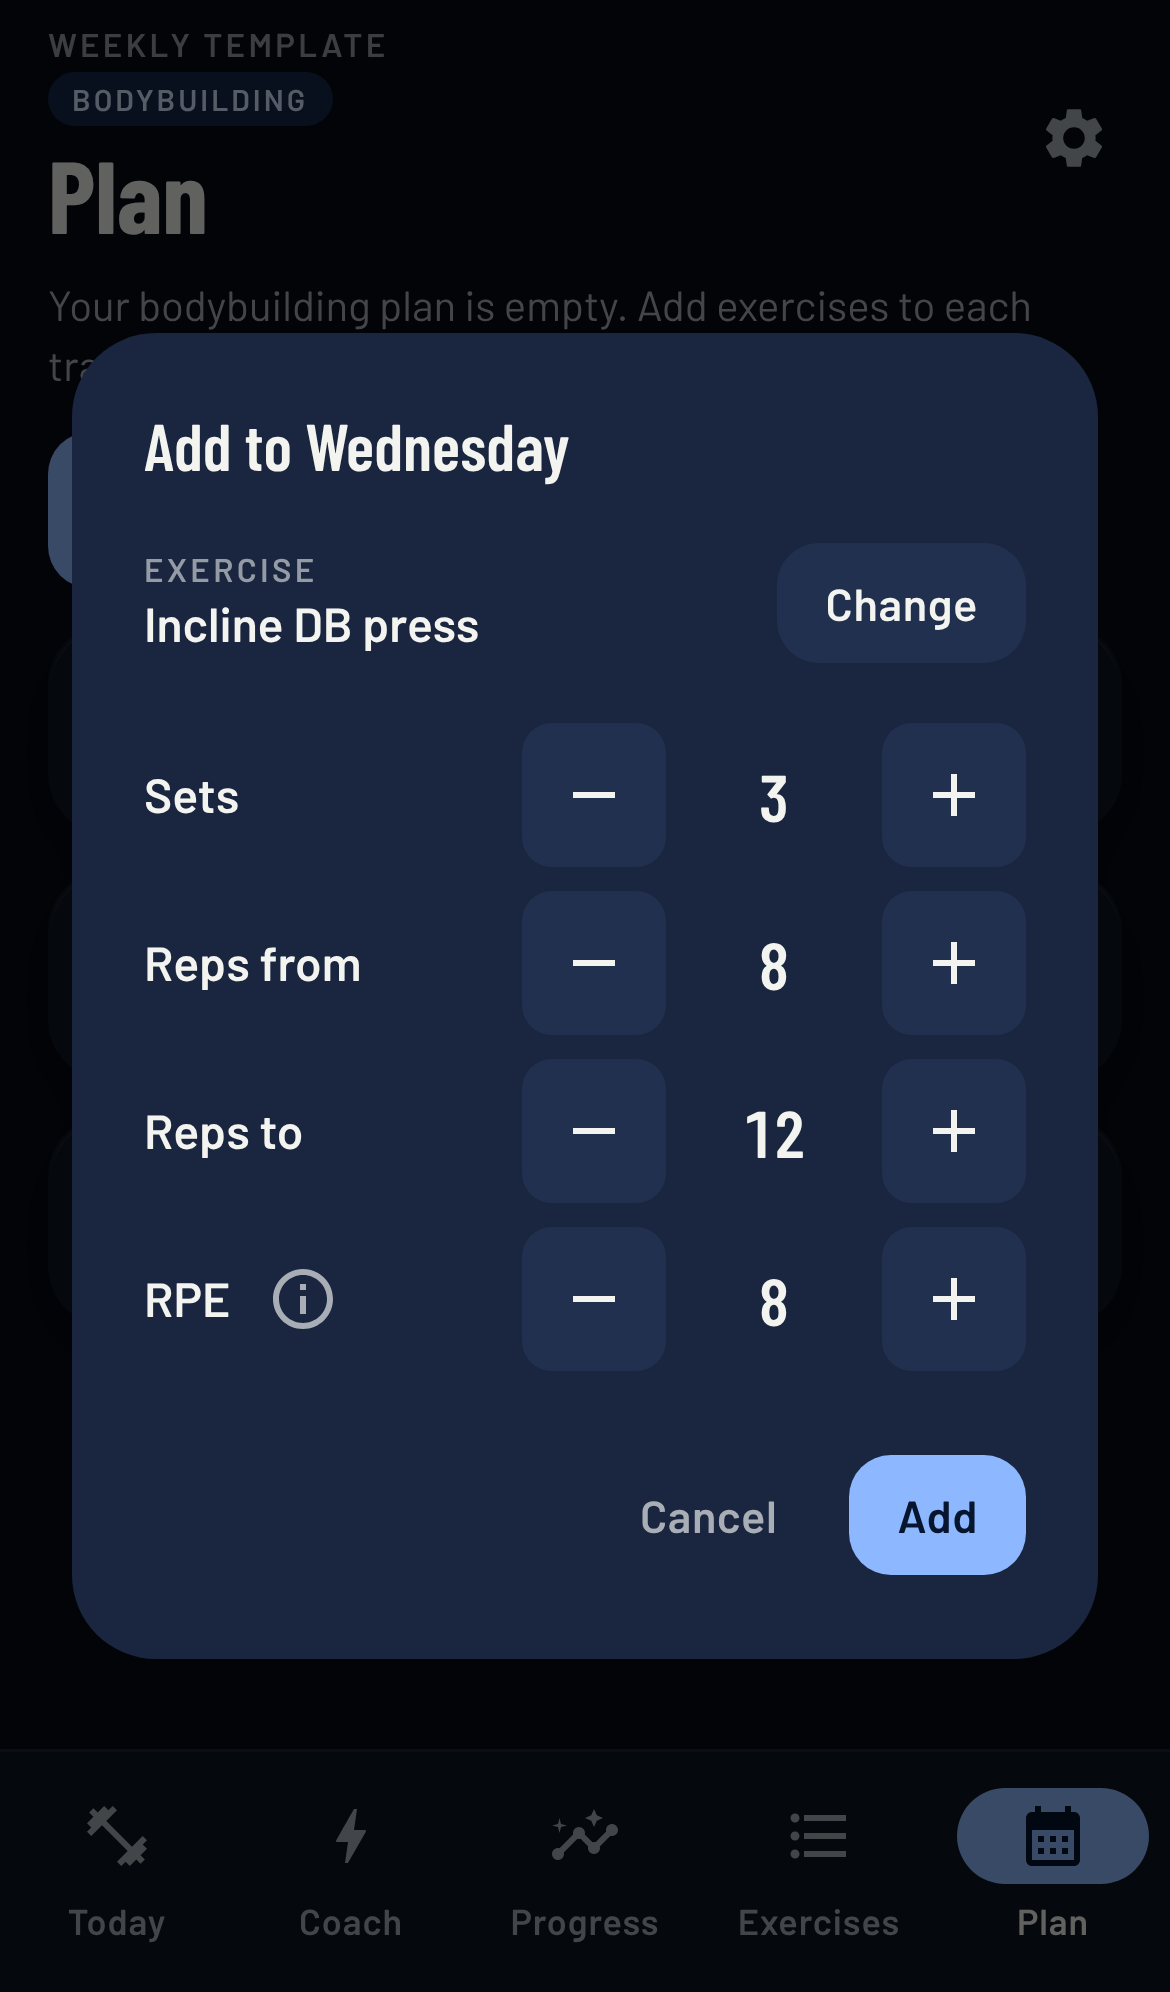 WEEKLY TEMPLATE
BODYBUILDING
Plan
Your bodybuilding plan is empty. Add exercises to each
Add to Wednesday
EXERCISE
Incline DB press
Change
Sets
3
Reps from
8
Reps to
12
RPE
8
Cancel
Add
Today
Coach
Progress
Exercises
Plan